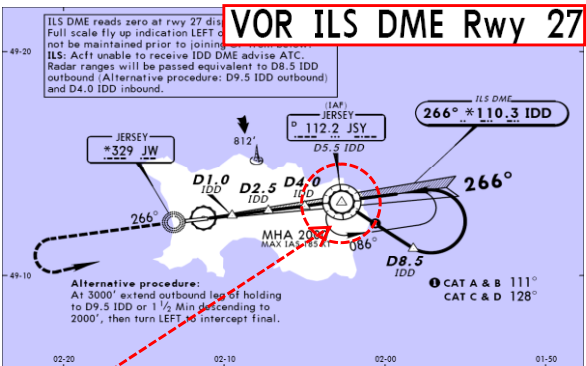 VOR ILS DME Rwy 27
ILS DME reads zero at rwy 27
Full scale fly up indication LEFT
not be maintained prior to joining
ILS: Acft unable to receive IDD DME advise ATC.
Radar ranges will be passed equivalent to D8.5 IDD
outbound (Alternative procedure: D9.5 IDD outbound)
and D4.0 IDD inbound.
49-20
812'
JERSEY
*329 JW
(IAF)
JERSEY
D 112.2 JSY
D5.5 IDD
ILS DME
266° *110.3 IDD
D1.0
IDD
D2.5
IDD
D4.0
IDD
266°
266°
MHA 2000
MAX IAS 185 KT
086°
D8.5
IDD
49-10
Alternative procedure:
At 3000' extend outbound leg of holding
to D9.5 IDD or 1 1/2 Min descending to
2000', then turn LEFT to intercept final.
1 CAT A & B 111°
CAT C & D 128°
02-20
02-10
02-00
01-50